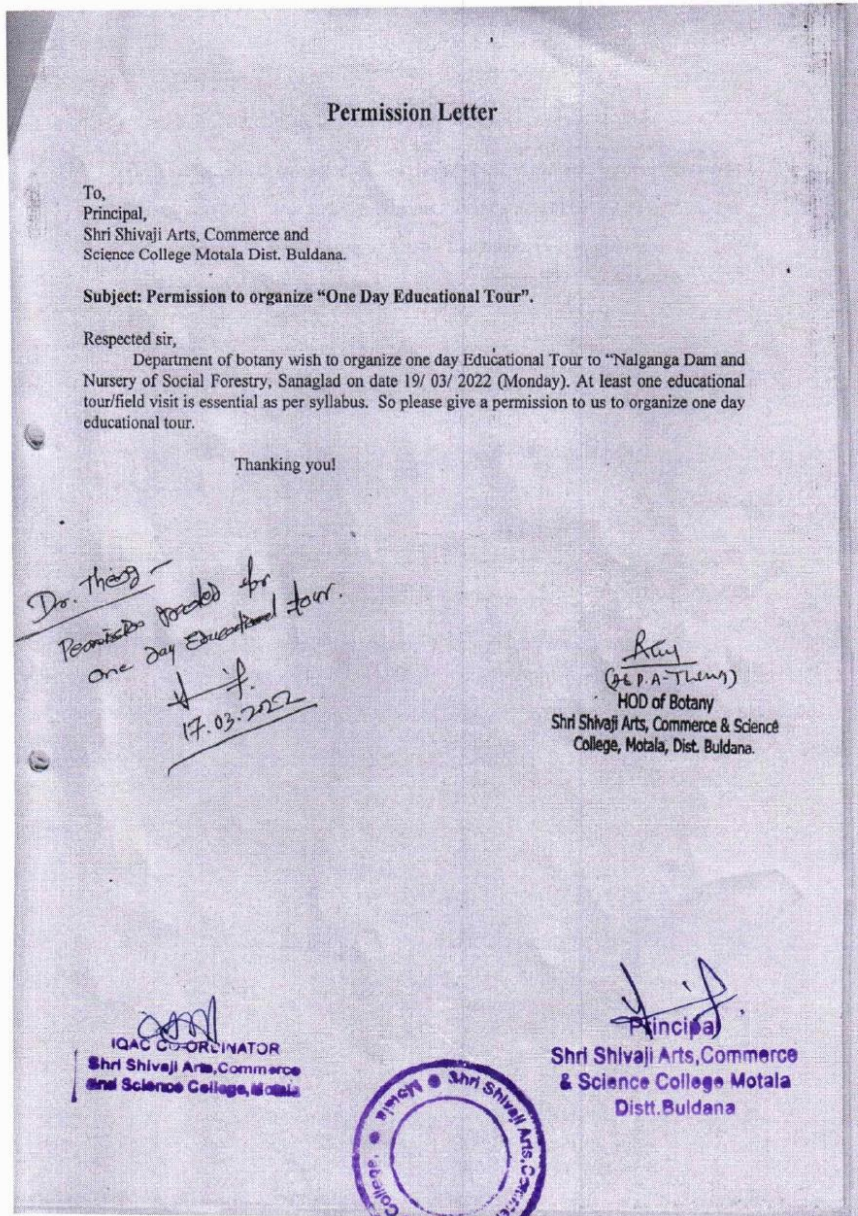 Permission Letter
To,
Principal,
Shri Shivaji Arts, Commerce and
Science College Motala Dist. Buldana.
Subject: Permission to organize “One Day Educational Tour”.
Respected sir,
Department of botany wish to organize one day Educational Tour to “Nalganga Dam and
Nursery of Social Forestry, Sanaglad on date 19/ 03/ 2022 (Monday). At least one educational
tour/field visit is essential as per syllabus. So please give a permission to us to organize one day
educational tour.
Thanking you!
Dr. Theng -
Permission granted for
One Day Educational tour.
17.03.2022
HOD of Botany
Shri Shivaji Arts, Commerce & Science
College, Motala, Dist. Buldana.
IQAC CO-ORDINATOR
Shri Shivaji Arts,Commerce
and Science College, Motala
Principal
Shri Shivaji Arts,Commerce
& Science College Motala
Distt.Buldana
Shri Shivaji Arts,
College